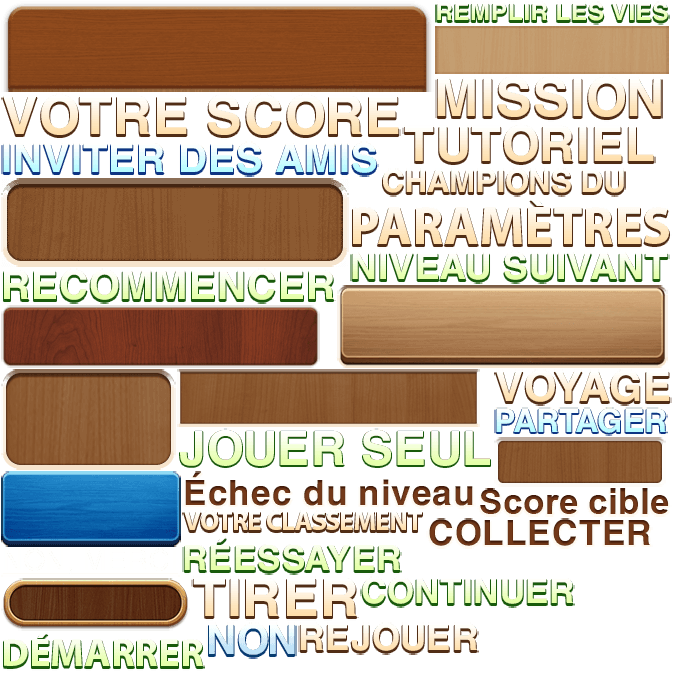 REMPLIR LES VIES
VOTRE SCORE
MISSION
TUTORIEL
INVITER DES AMIS
CHAMPIONS DU
PARAMÈTRES
NIVEAU SUIVANT
RECOMMENCER
VOYAGE
PARTAGER
JOUER SEUL
Échec du niveau
Score cible
VOTRE CLASSEMENT
COLLECTER
RÉESSAYER
TIRER
CONTINUER
DÉMARRER
NON
REJOUER